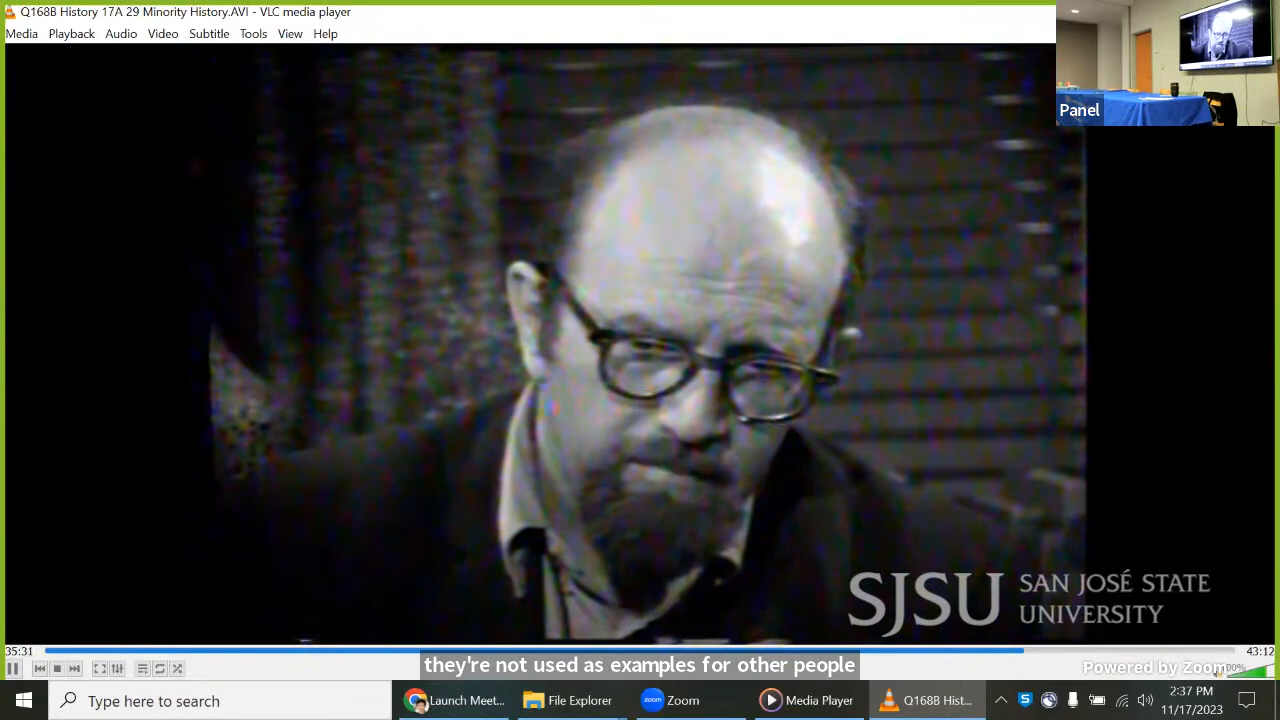 Q168B History 17A 29 Minority History.AVI - VLC media player
Media Playback Audio Video Subtitle Tools View Help
Panel
SJSU SAN JOSÉ STATE
UNIVERSITY
35:31
43:12
they're not used as examples for other people
Powered by Zoom
Type here to search
Launch Meet...
File Explorer
zoom
Zoom
Media Player
Q168B Hist...
2:37 PM
11/17/2023